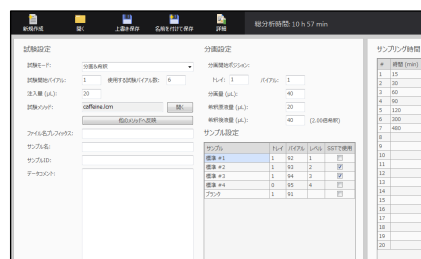 新規作成 開く 上書き保存 名前を付けて保存 詳細 総分析時間: 10 h 57 min
試験設定
試験モード: 分画&希釈
試験開始バイアル: 1 使用する試験バイアル数: 6
注入量 (μL): 20
試験メソッド: caffeine.lcm 開く
他のメソッドへ反映
ファイル名プレフィックス:
サンプル名:
サンプルID:
データコメント:
分画設定
分画開始ポジション:
トレイ: 1 バイアル: 1
分画量 (μL): 40
希釈原液量 (μL): 20
希釈後液量 (μL): 40 (2.00倍希釈)
サンプル設定
サンプル トレイ バイアル レベル SSTで使用
標準 #1 1 92 1
標準 #2 1 93 2
標準 #3 1 94 3
標準 #4 0 95 4
ブランク 1 91
サンプリング時間
# 時間 (min)
1 15
2 30
3 60
4 90
5 120
6 300
7 480
8
9
10
11
12
13
14
15
16
17
18
19
20